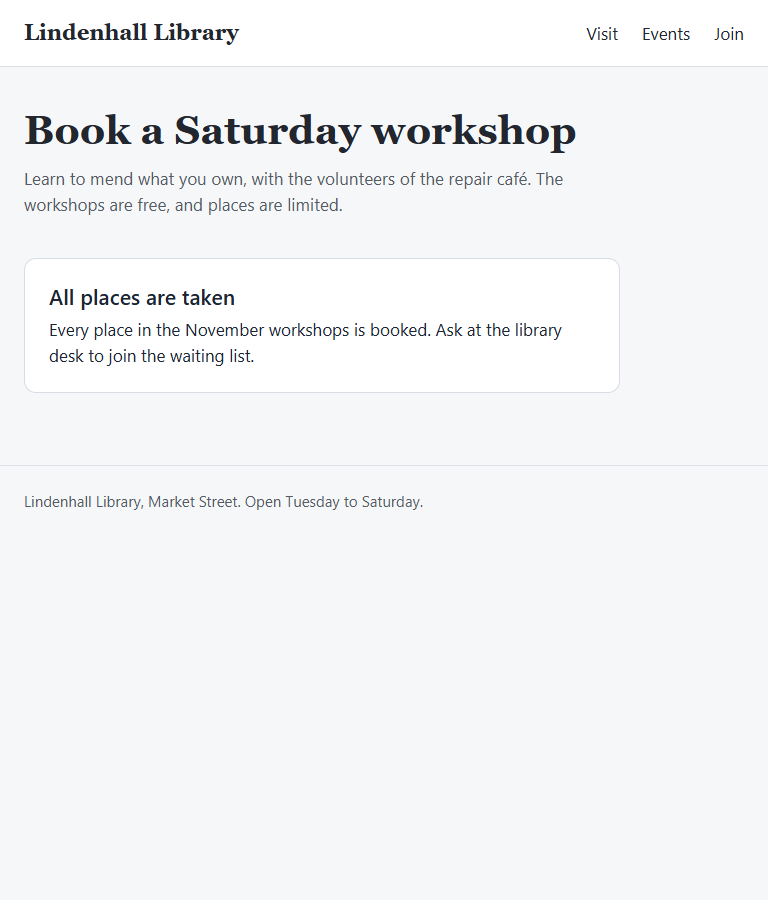 Lindenhall Library
Visit Events Join
Book a Saturday workshop
Learn to mend what you own, with the volunteers of the repair café. The
workshops are free, and places are limited.
All places are taken
Every place in the November workshops is booked. Ask at the library
desk to join the waiting list.
Lindenhall Library, Market Street. Open Tuesday to Saturday.